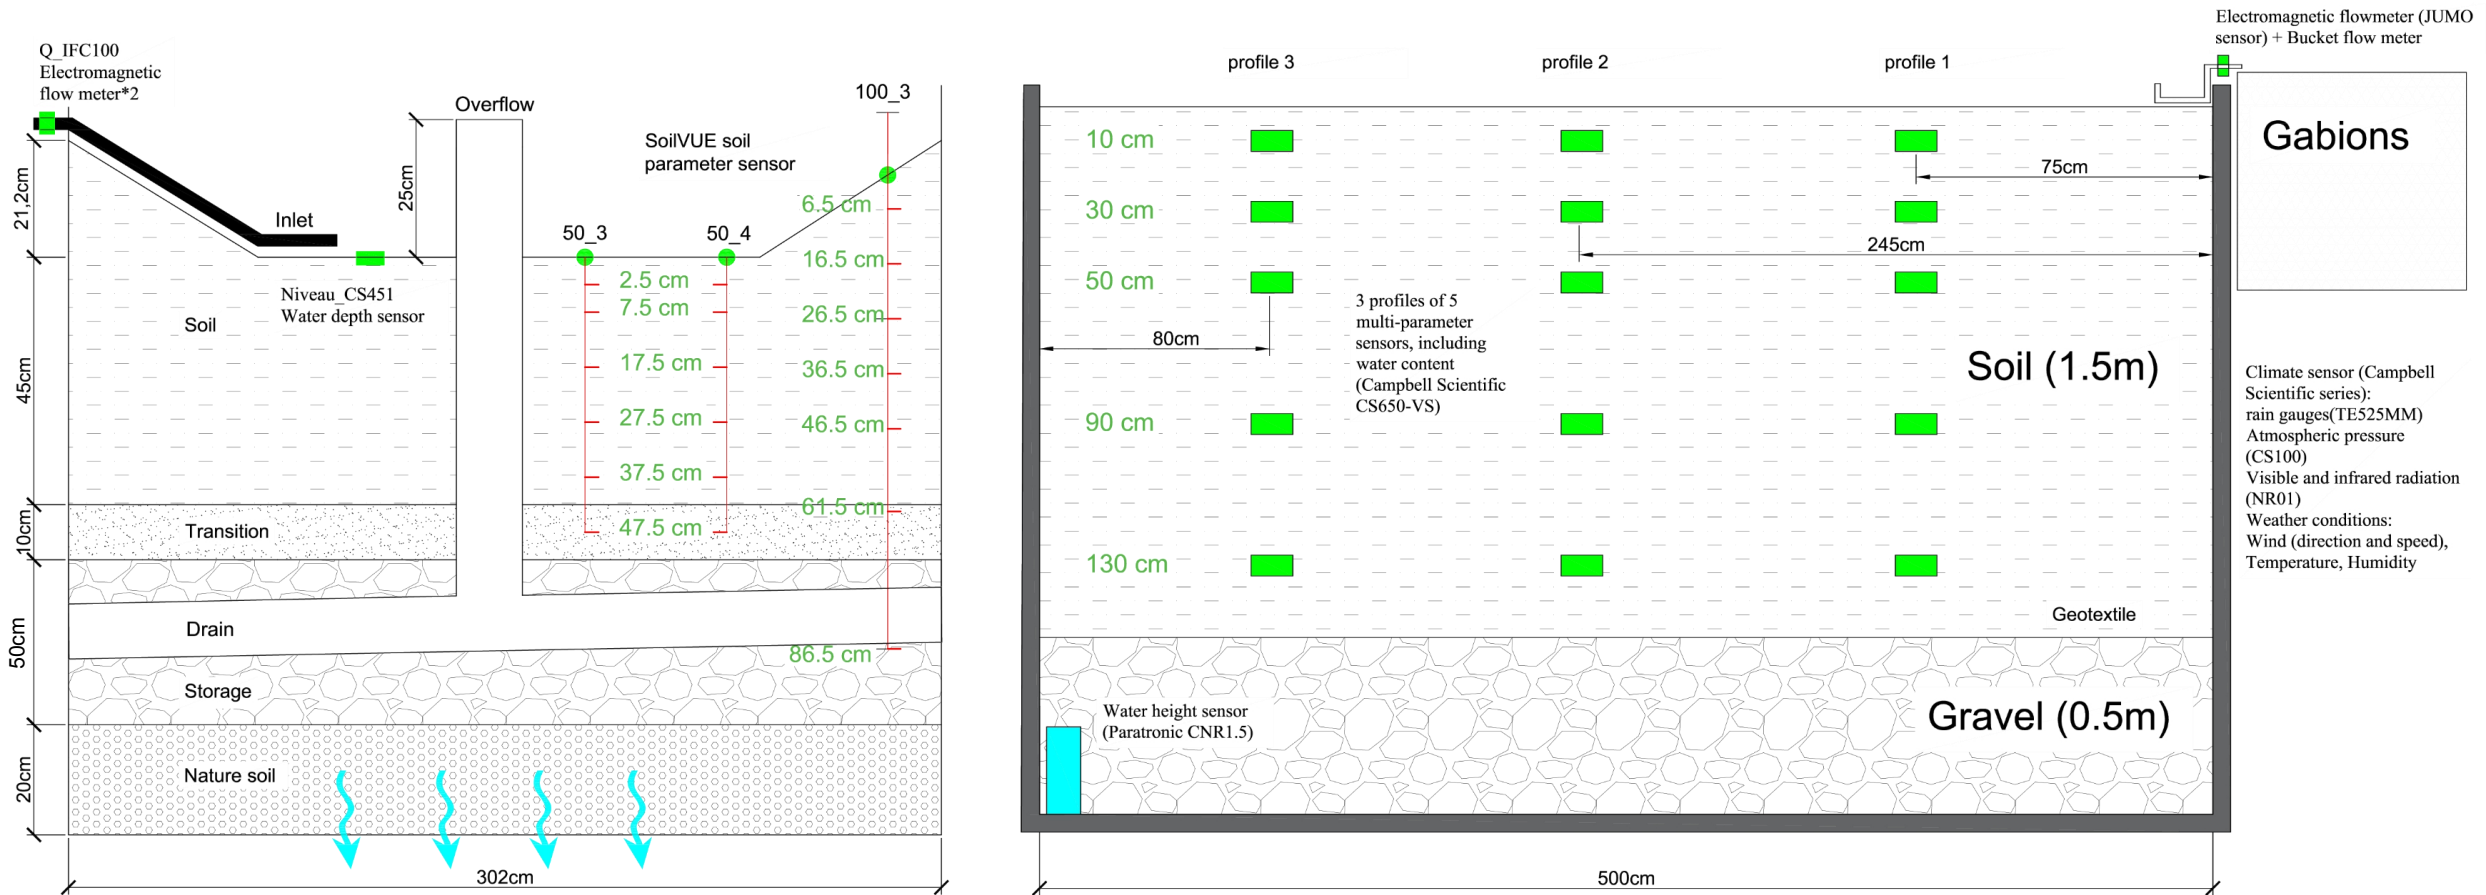 Q_IFC100
Electromagnetic
flow meter*2
Overflow
100_3
SoilVUE soil
parameter sensor
21,2cm
25cm
6.5 cm
Inlet
50_3
50_4
16.5 cm
2.5 cm
Niveau_CS451
Water depth sensor
7.5 cm
26.5 cm
Soil
45cm
17.5 cm
36.5 cm
27.5 cm
46.5 cm
37.5 cm
61.5 cm
10cm
Transition
47.5 cm
50cm
Drain
86.5 cm
Storage
20cm
Nature soil
302cm
profile 3
profile 2
profile 1
Electromagnetic flowmeter (JUMO
sensor) + Bucket flow meter
10 cm
Gabions
75cm
30 cm
245cm
50 cm
3 profiles of 5
multi-parameter
sensors, including
water content
(Campbell Scientific
CS650-VS)
80cm
Soil (1.5m)
Climate sensor (Campbell
Scientific series):
rain gauges(TE525MM)
Atmospheric pressure
(CS100)
Visible and infrared radiation
(NR01)
Weather conditions:
Wind (direction and speed),
Temperature, Humidity
90 cm
130 cm
Geotextile
Water height sensor
(Paratronic CNR1.5)
Gravel (0.5m)
500cm